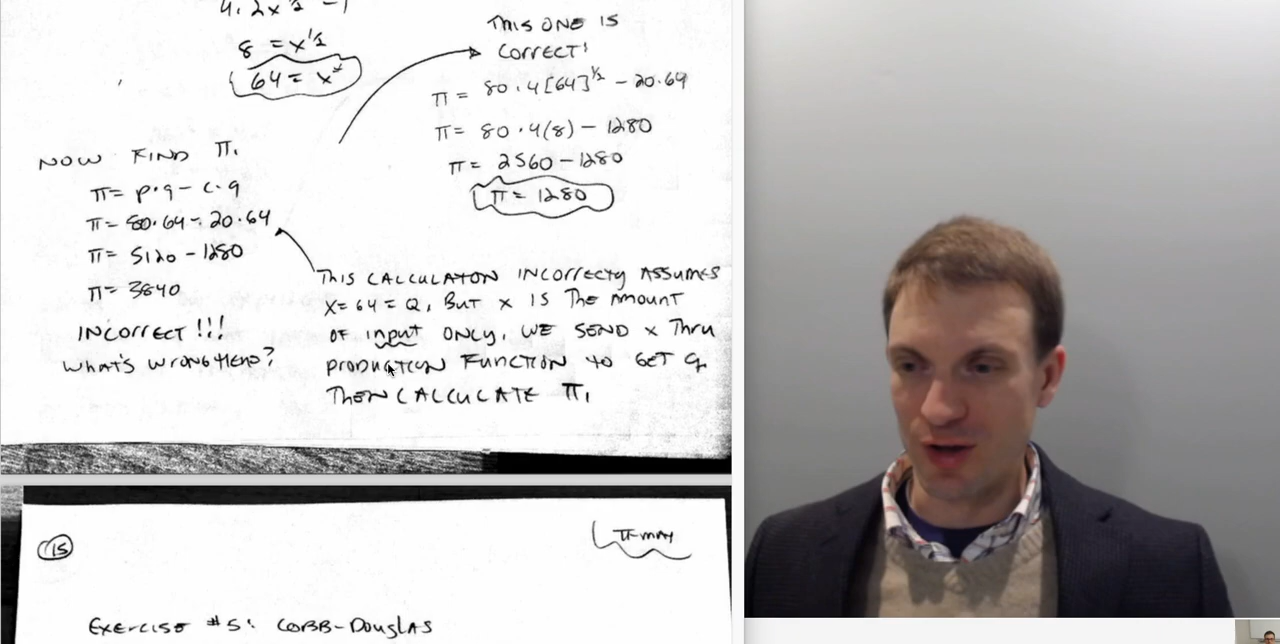 8 = x^1/2
64 = x*
NOW FIND π.
π = p·q - c·q
π = 80·64 - 20·64
π = 5120 - 1280
π = 3840
INCORRECT!!!
WHAT'S WRONG HERE?
THIS ONE IS
CORRECT!
π = 80·4[64]^1/2 - 20·64
π = 80·4(8) - 1280
π = 2560 - 1280
π = 1280
THIS CALCULATON INCORRECTY ASSUMES
X = 64 = Q, BUT X IS THE AMOUNT
OF input ONLY. WE SEND X THRU
PRODUCTION FUNCTION TO GET q
THEN CALCULATE π.
15
π-MAX
EXERCISE #5: COBB-DOUGLAS